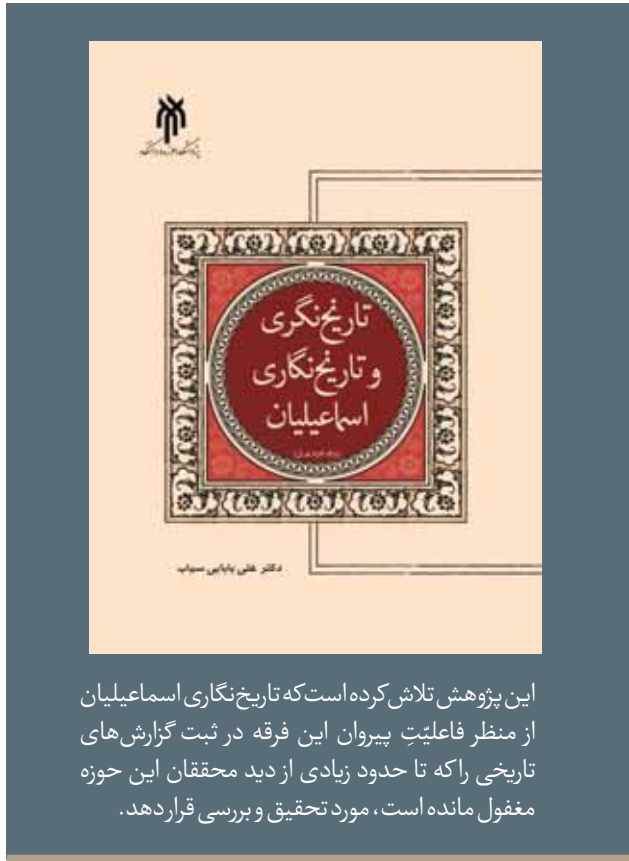 تاریخ‌نگری
و تاریخ‌نگاری
اسماعیلیان
دکتر علی بابایی سیاب
این پژوهش تلاش کرده است که تاریخ‌نگاری اسماعیلیان
از منظر فاعلیّتِ پیروان این فرقه در ثبت گزارش‌های
تاریخی را که تا حدود زیادی از دید محققان این حوزه
مغفول مانده است، مورد تحقیق و بررسی قرار دهد.